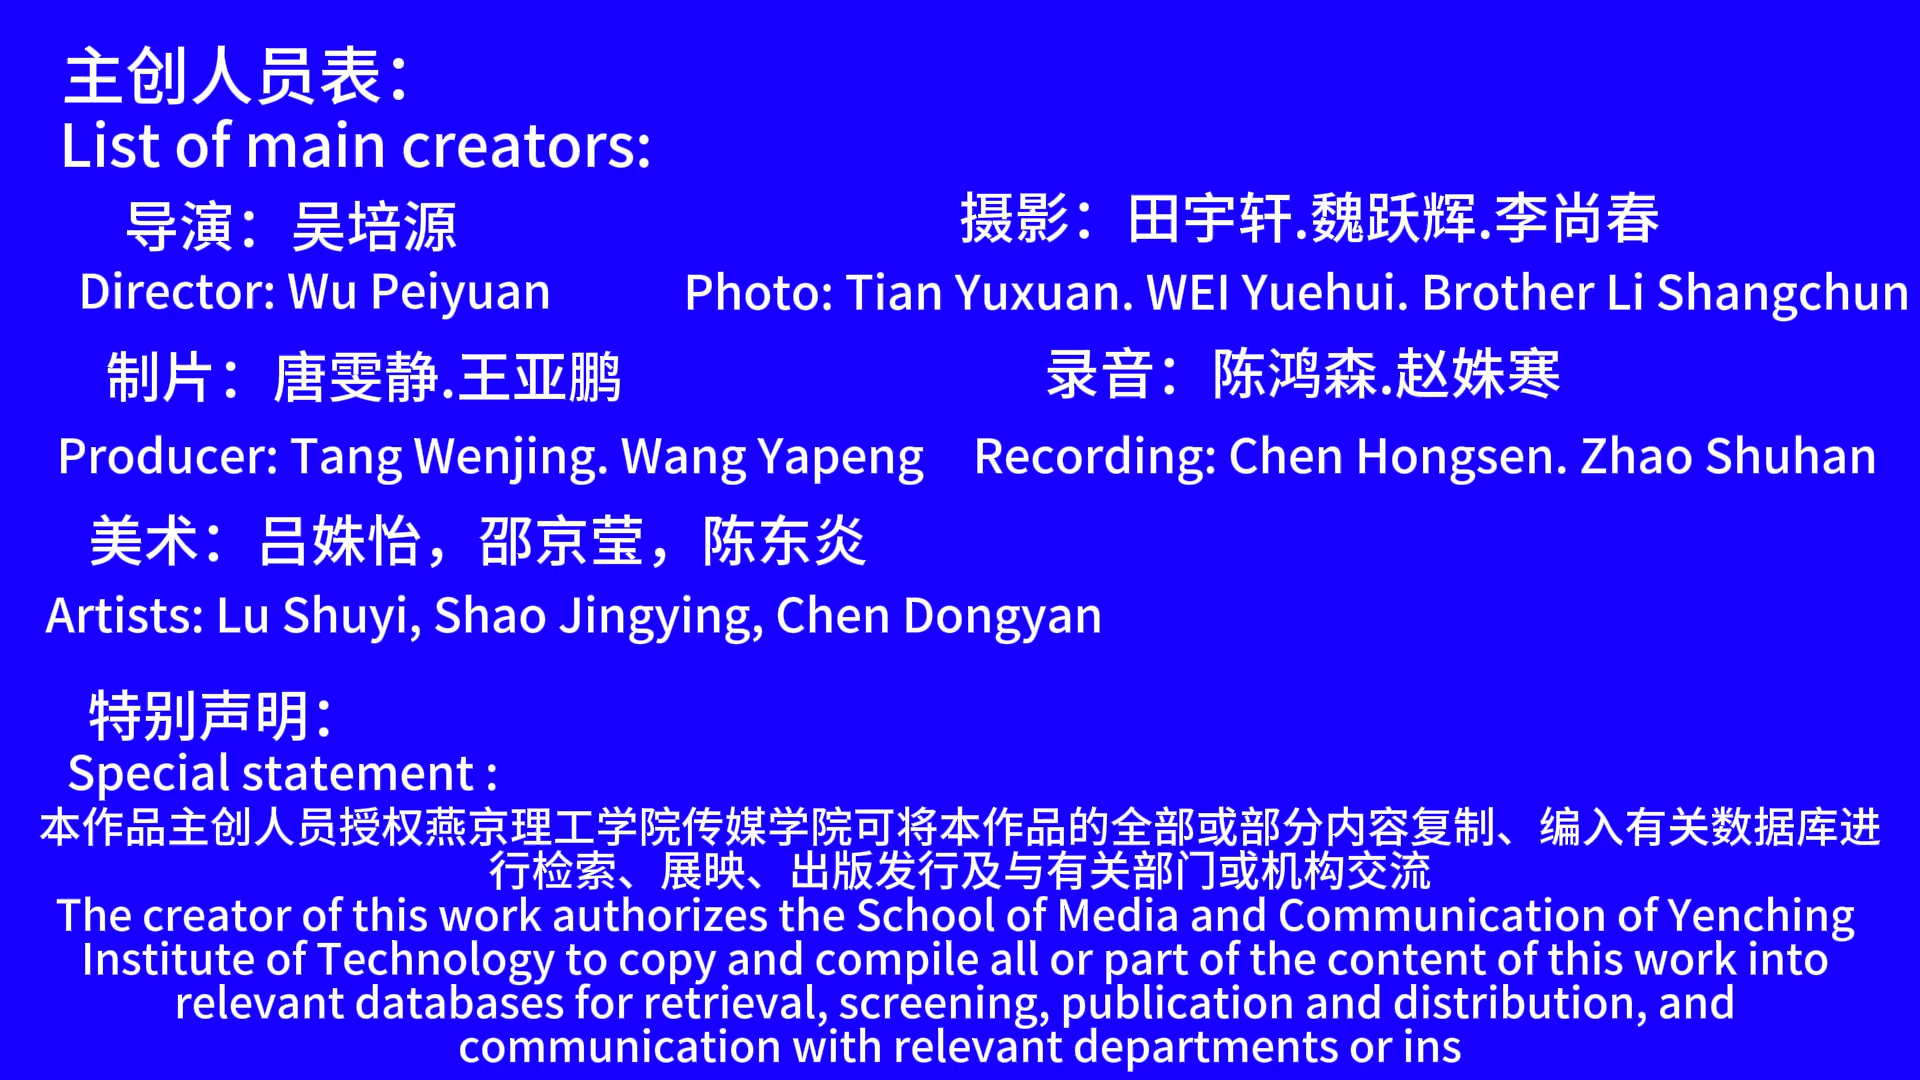 主创人员表：
List of main creators:
导演：吴培源
摄影：田宇轩.魏跃辉.李尚春
Director: Wu Peiyuan
Photo: Tian Yuxuan. WEI Yuehui. Brother Li Shangchun
制片：唐雯静.王亚鹏
录音：陈鸿森.赵姝寒
Producer: Tang Wenjing. Wang Yapeng
Recording: Chen Hongsen. Zhao Shuhan
美术：吕姝怡，邵京莹，陈东炎
Artists: Lu Shuyi, Shao Jingying, Chen Dongyan
特别声明：
Special statement :
本作品主创人员授权燕京理工学院传媒学院可将本作品的全部或部分内容复制、编入有关数据库进
行检索、展映、出版发行及与有关部门或机构交流
The creator of this work authorizes the School of Media and Communication of Yenching
Institute of Technology to copy and compile all or part of the content of this work into
relevant databases for retrieval, screening, publication and distribution, and
communication with relevant departments or ins